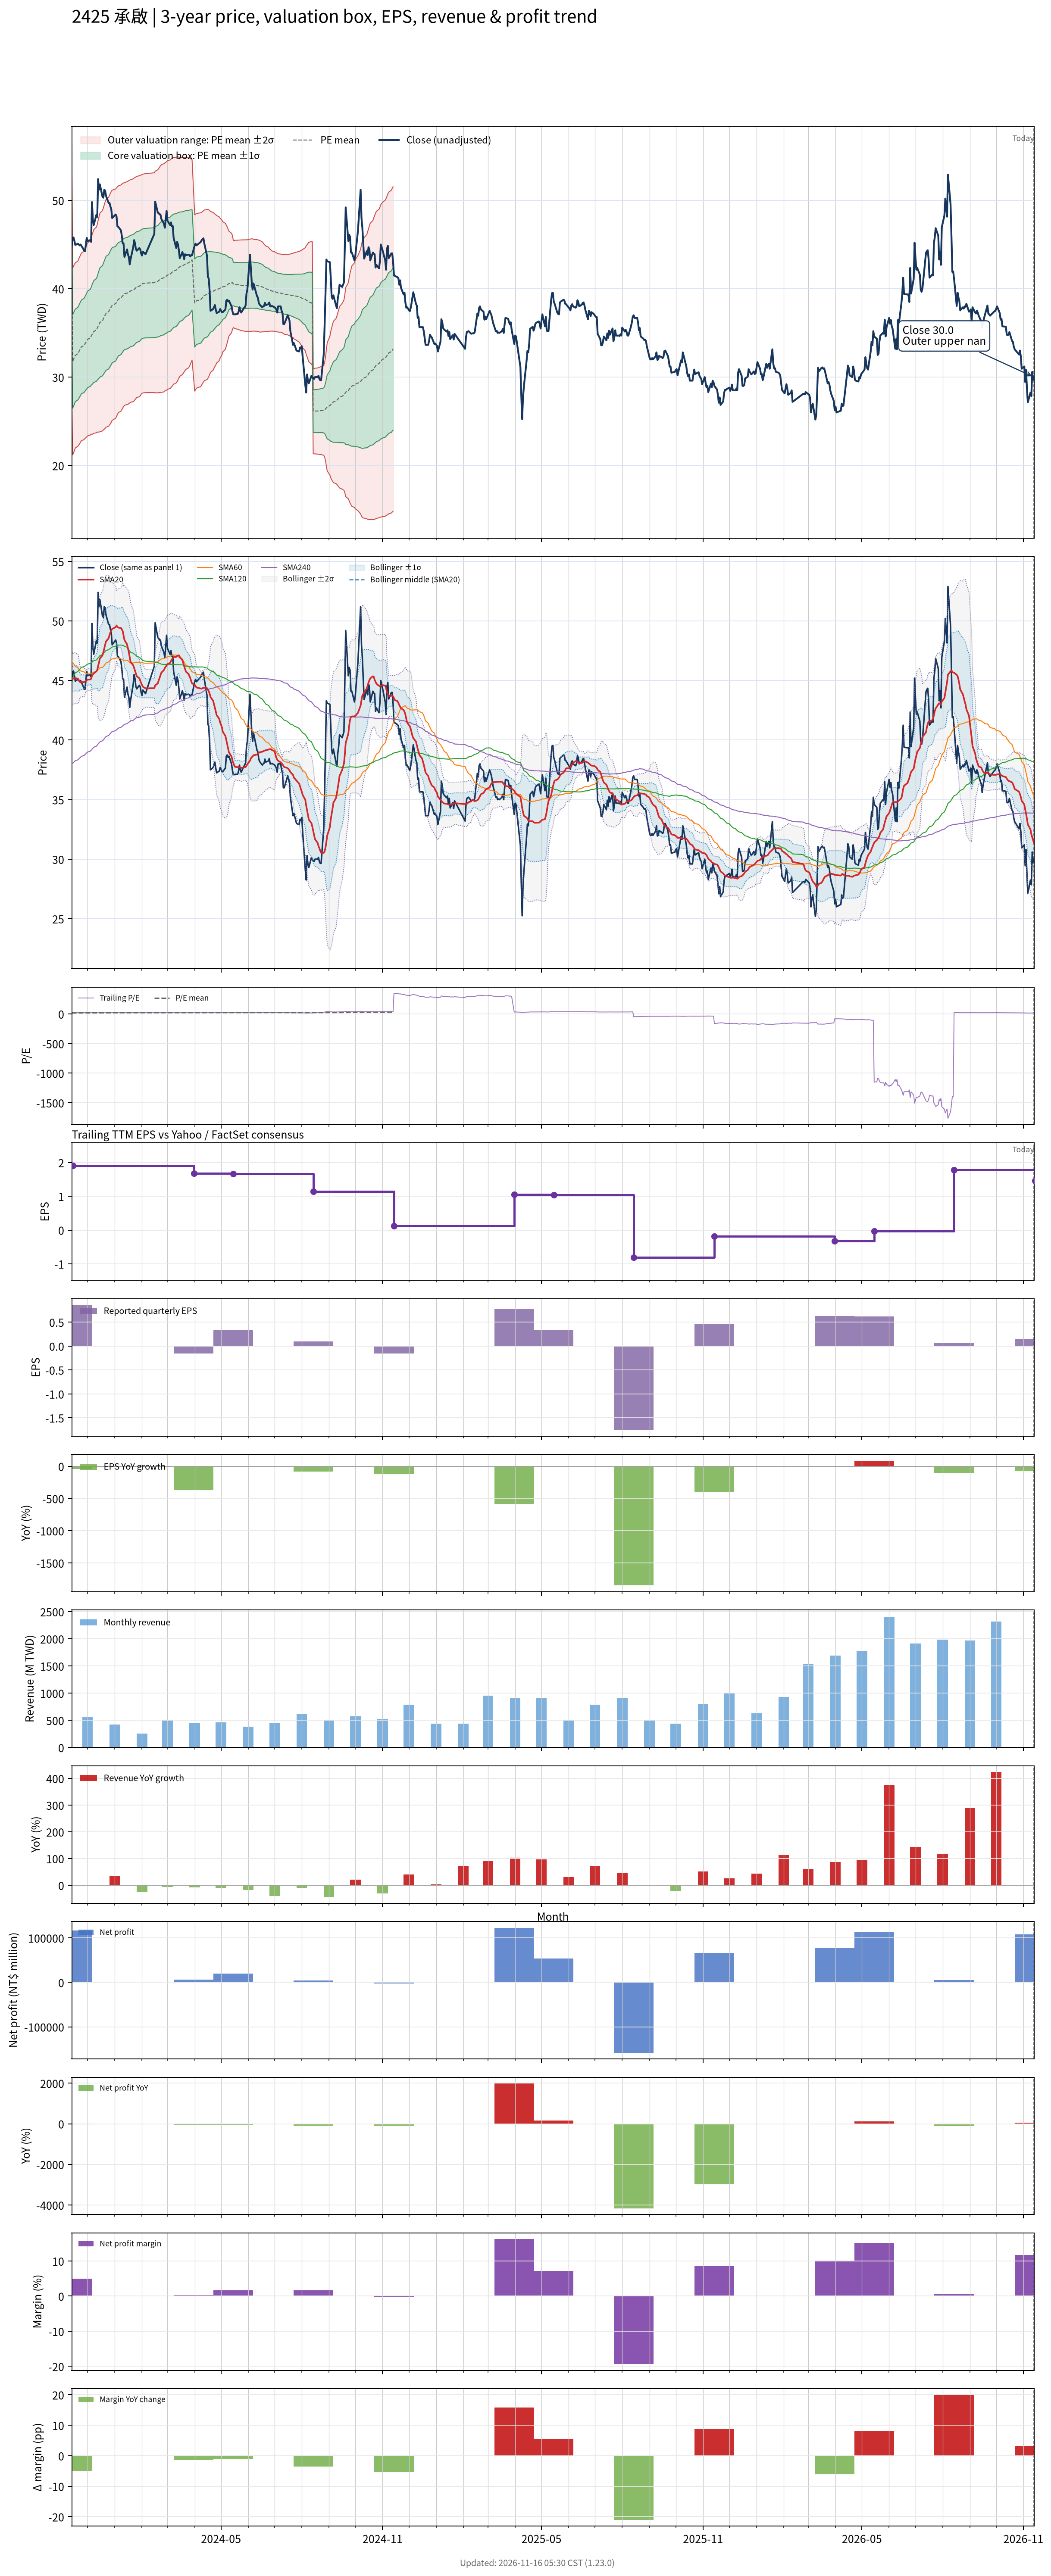 2425 承啟 | 3-year price, valuation box, EPS, revenue & profit trend
Outer valuation range: PE mean ±2σ
PE mean
Close (unadjusted)
Core valuation box: PE mean ±1σ
Today
Price (TWD)
50
40
30
20
Close 30.0
Outer upper nan
Close (same as panel 1)
SMA20
SMA60
SMA120
SMA240
Bollinger ±2σ
Bollinger ±1σ
Bollinger middle (SMA20)
Price
55
50
45
40
35
30
25
Trailing P/E
P/E mean
P/E
0
-500
-1000
-1500
Trailing TTM EPS vs Yahoo / FactSet consensus
Today
EPS
2
1
0
-1
Reported quarterly EPS
EPS
0.5
0.0
-0.5
-1.0
-1.5
EPS YoY growth
YoY (%)
0
-500
-1000
-1500
Monthly revenue
Revenue (M TWD)
2500
2000
1500
1000
500
0
Revenue YoY growth
YoY (%)
400
300
200
100
0
Month
Net profit
Net profit (NT$ million)
100000
0
-100000
Net profit YoY
YoY (%)
2000
0
-2000
-4000
Net profit margin
Margin (%)
10
0
-10
-20
Margin YoY change
Δ margin (pp)
20
10
0
-10
-20
2024-05
2024-11
2025-05
2025-11
2026-05
2026-11
Updated: 2026-11-16 05:30 CST (1.23.0)